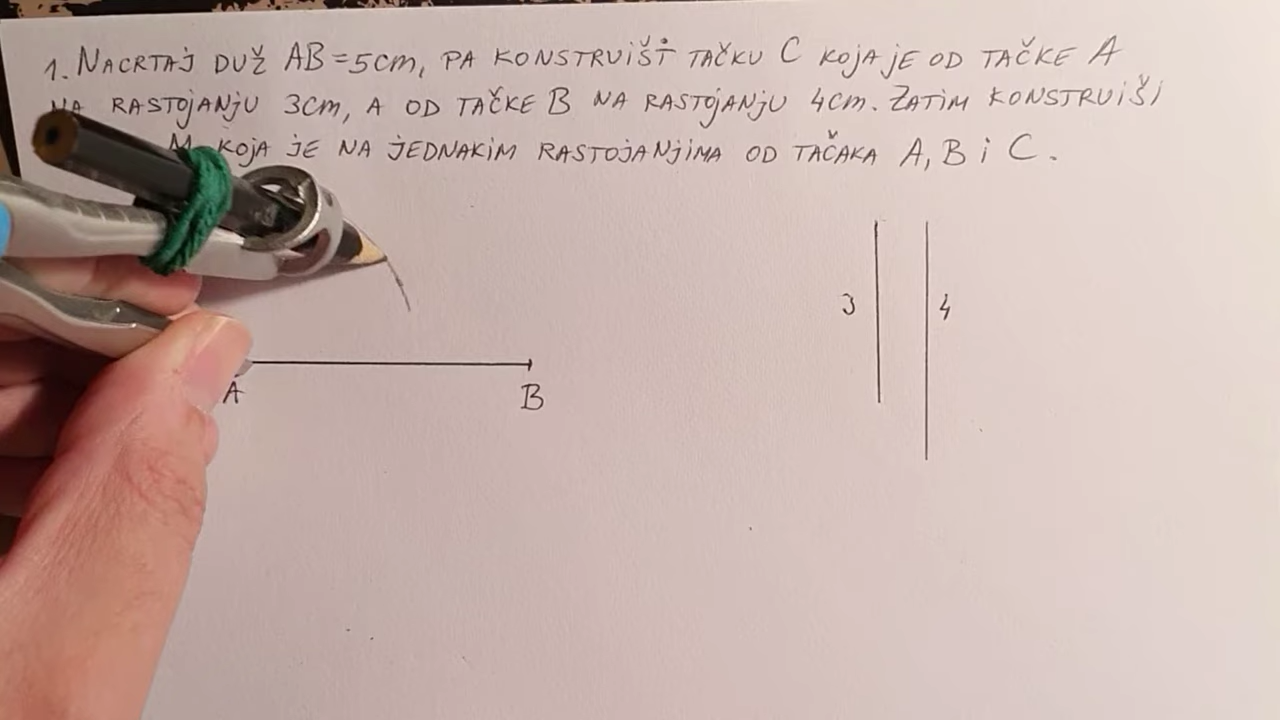 1. NACRTAJ DUŽ AB=5cm, PA KONSTRUIŠI TAČKU C KOJA JE OD TAČKE A
NA RASTOJANJU 3cm, A OD TAČKE B NA RASTOJANJU 4cm. ZATIM KONSTRUIŠI
M KOJA JE NA JEDNAKIM RASTOJANJIMA OD TAČAKA A, B i C.
3 4
A B